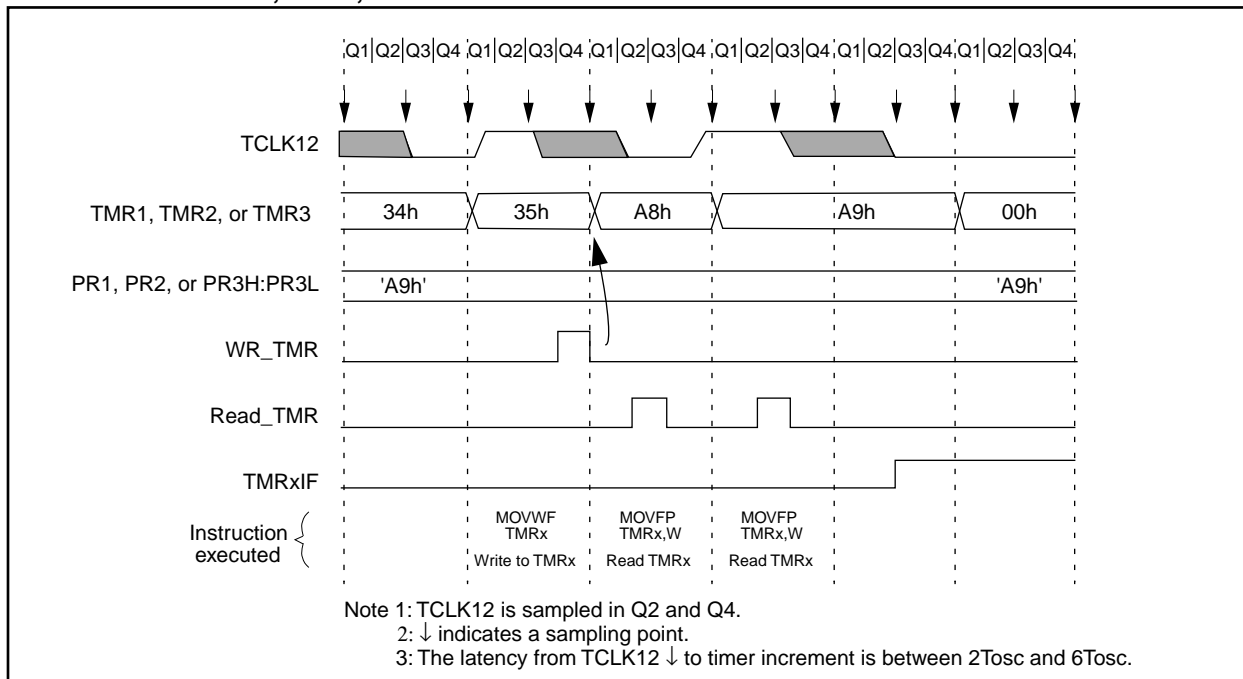 Q1 Q2 Q3 Q4 Q1 Q2 Q3 Q4 Q1 Q2 Q3 Q4 Q1 Q2 Q3 Q4 Q1 Q2 Q3 Q4 Q1 Q2 Q3 Q4
TCLK12
TMR1, TMR2, or TMR3 34h 35h A8h A9h 00h
PR1, PR2, or PR3H:PR3L 'A9h' 'A9h'
WR_TMR
Read_TMR
TMRxIF
Instruction
executed
MOVWF
TMRx
Write to TMRx
MOVFP
TMRx,W
Read TMRx
MOVFP
TMRx,W
Read TMRx
Note 1: TCLK12 is sampled in Q2 and Q4.
2: ↓ indicates a sampling point.
3: The latency from TCLK12 ↓ to timer increment is between 2Tosc and 6Tosc.